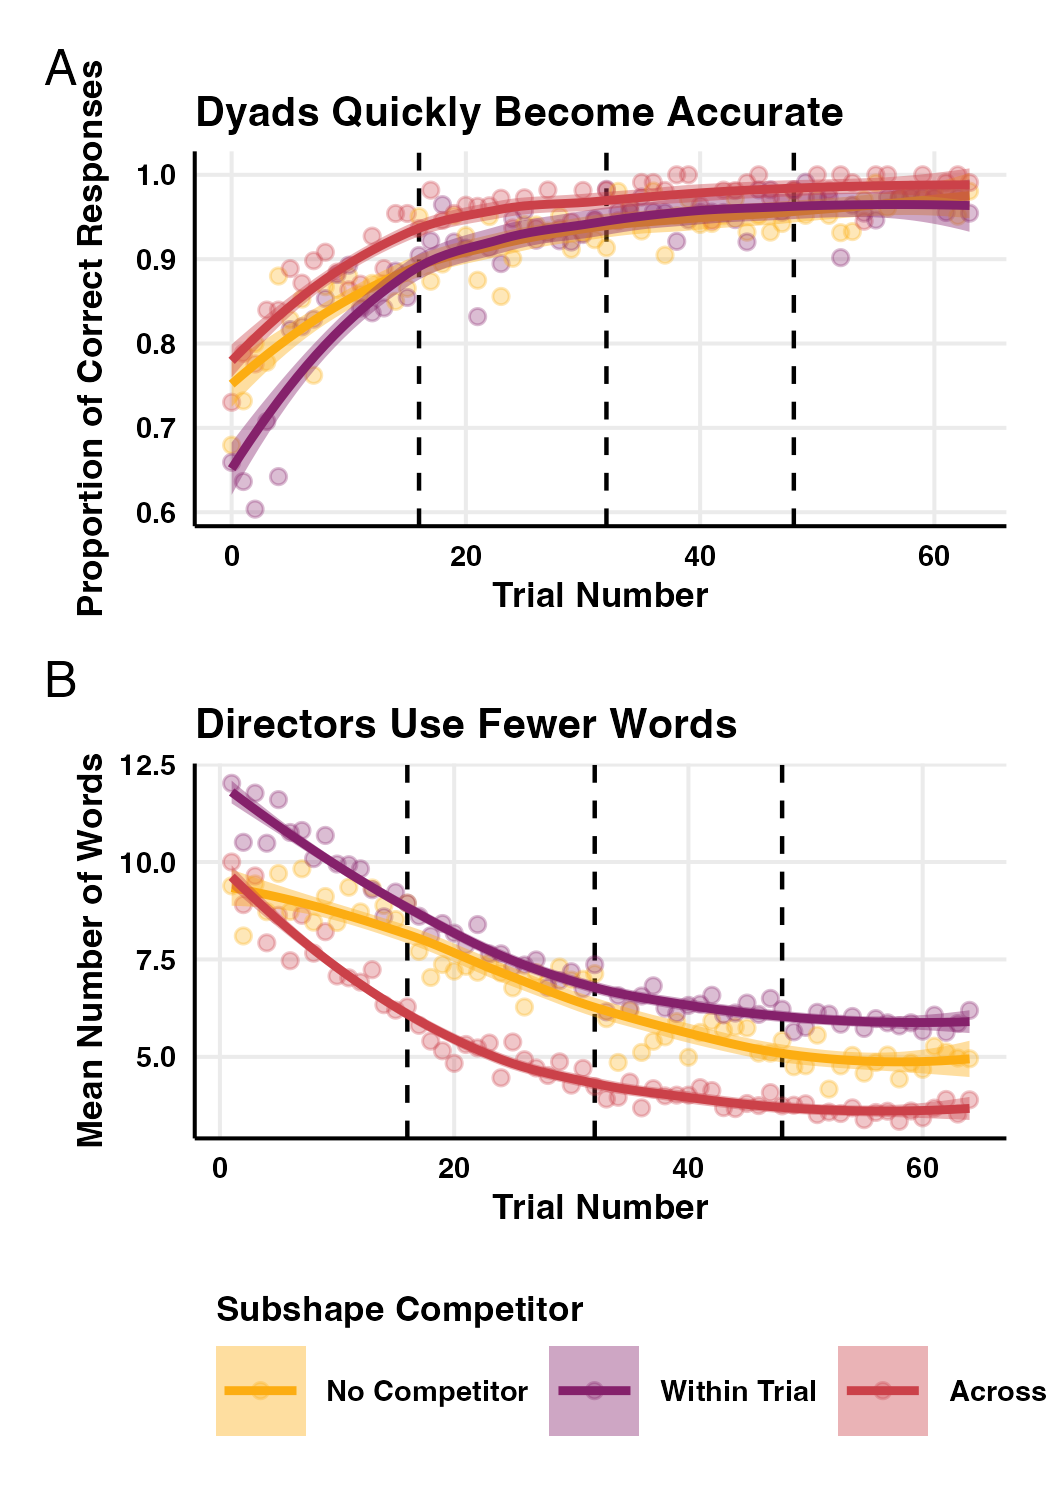 A
Dyads Quickly Become Accurate
Proportion of Correct Responses
1.0
0.9
0.8
0.7
0.6
0 20 40 60
Trial Number
B
Directors Use Fewer Words
Mean Number of Words
12.5
10.0
7.5
5.0
0 20 40 60
Trial Number
Subshape Competitor
No Competitor Within Trial Across